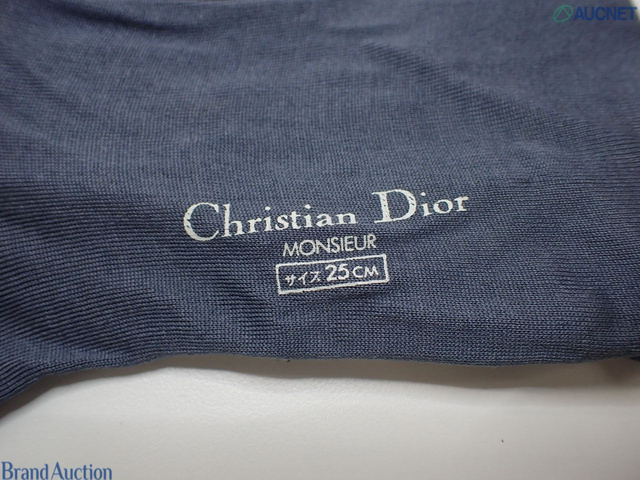 AUCNET
Christian Dior
MONSIEUR
サイズ 25CM
Brand Auction